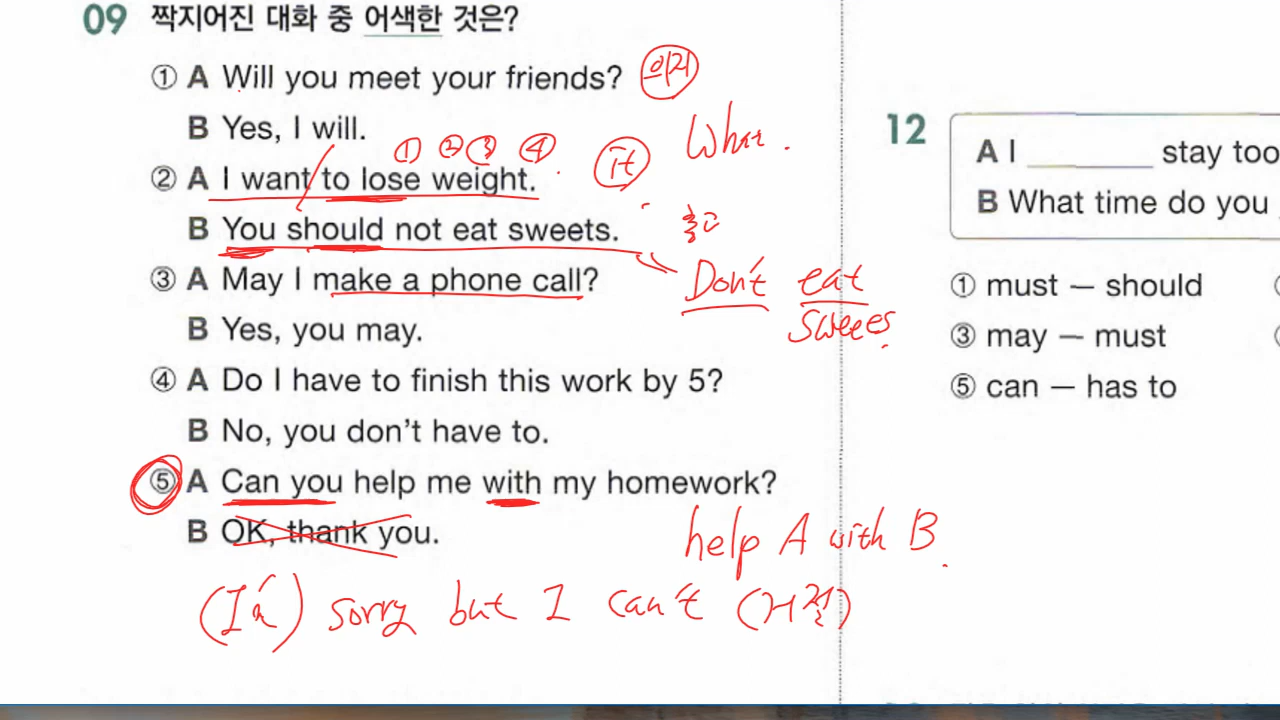 09 짝지어진 대화 중 어색한 것은?
① A Will you meet your friends? 의지
B Yes, I will.
① ② ③ ④
② A I want to lose weight. it
B You should not eat sweets. 충고
Don't eat
sweets
③ A May I make a phone call?
B Yes, you may.
④ A Do I have to finish this work by 5?
B No, you don't have to.
⑤ A Can you help me with my homework?
B OK, thank you.
help A with B.
(I'm) sorry but I can't (거절)
12
A I ________ stay too
B What time do you
① must — should
③ may — must
⑤ can — has to